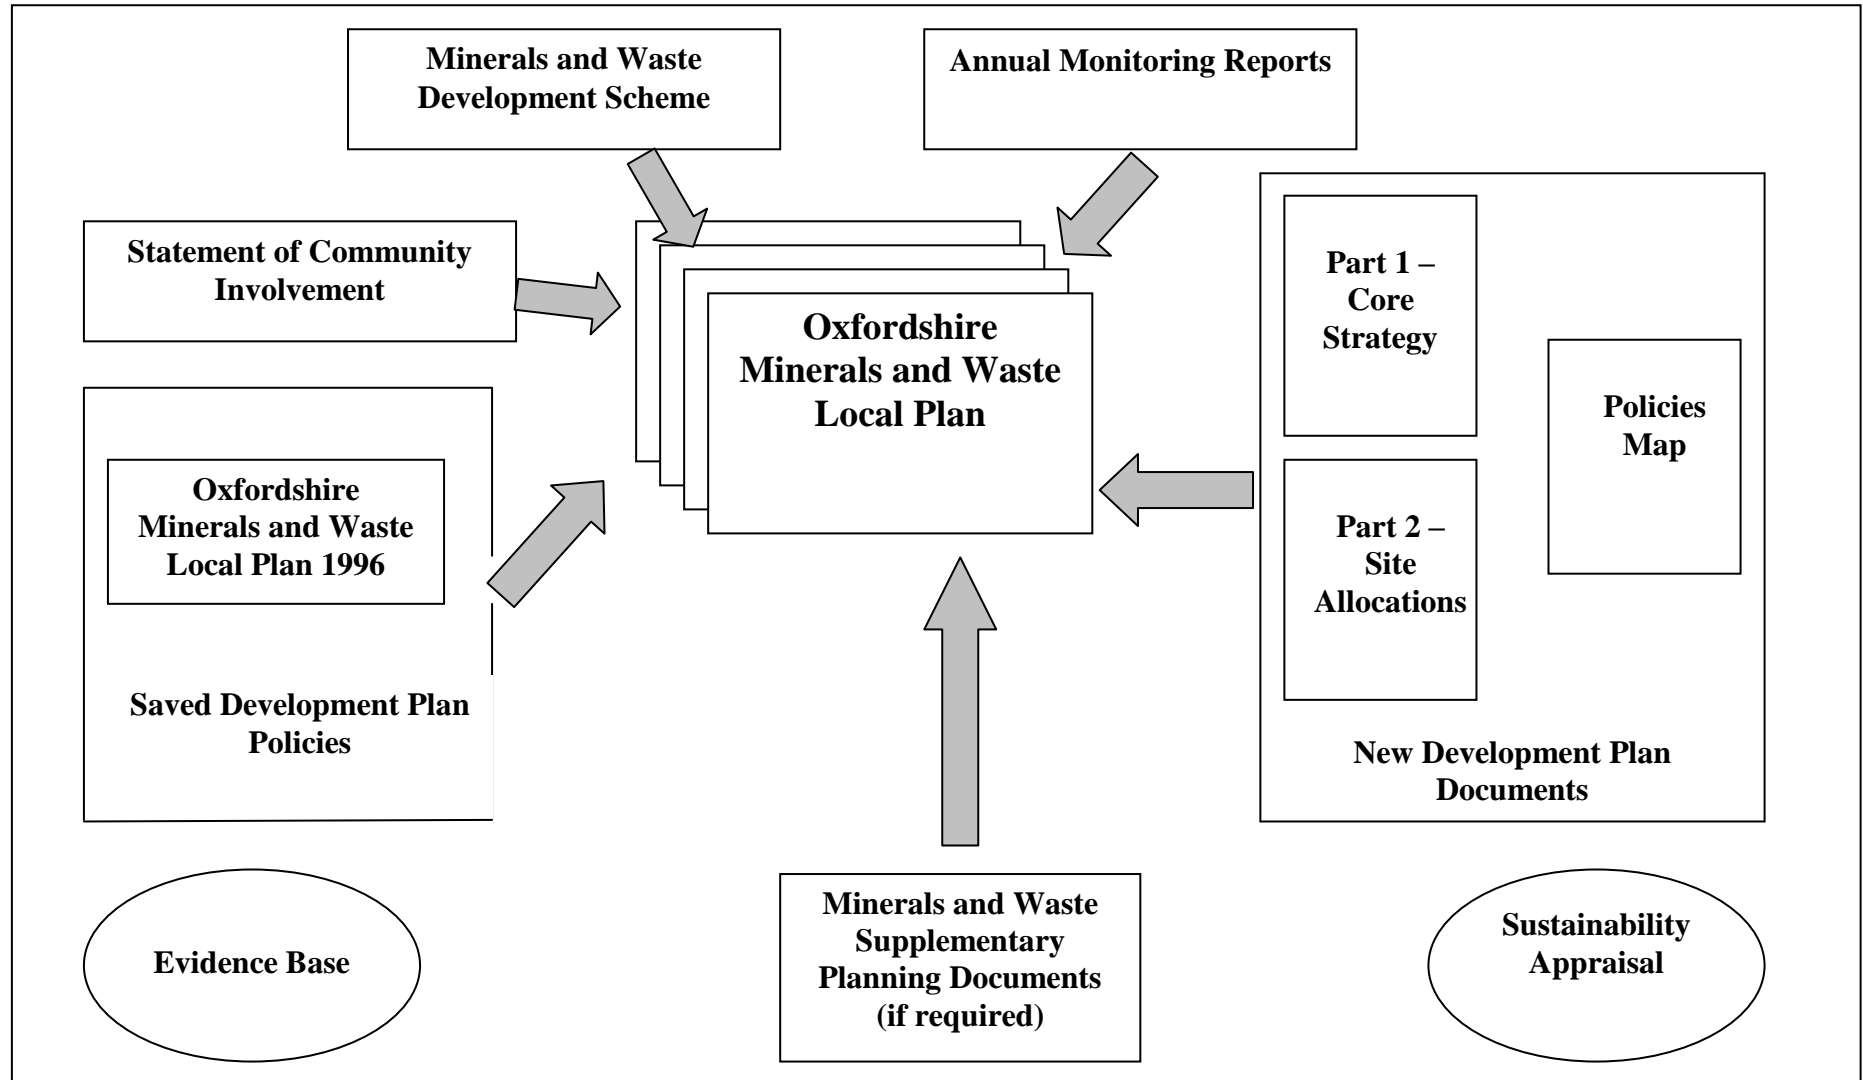 Minerals and Waste
Development Scheme
Annual Monitoring Reports
Statement of Community
Involvement
Oxfordshire
Minerals and Waste
Local Plan
Part 1 –
Core
Strategy
Policies
Map
Part 2 –
Site
Allocations
New Development Plan
Documents
Oxfordshire
Minerals and Waste
Local Plan 1996
Saved Development Plan
Policies
Evidence Base
Minerals and Waste
Supplementary
Planning Documents
(if required)
Sustainability
Appraisal